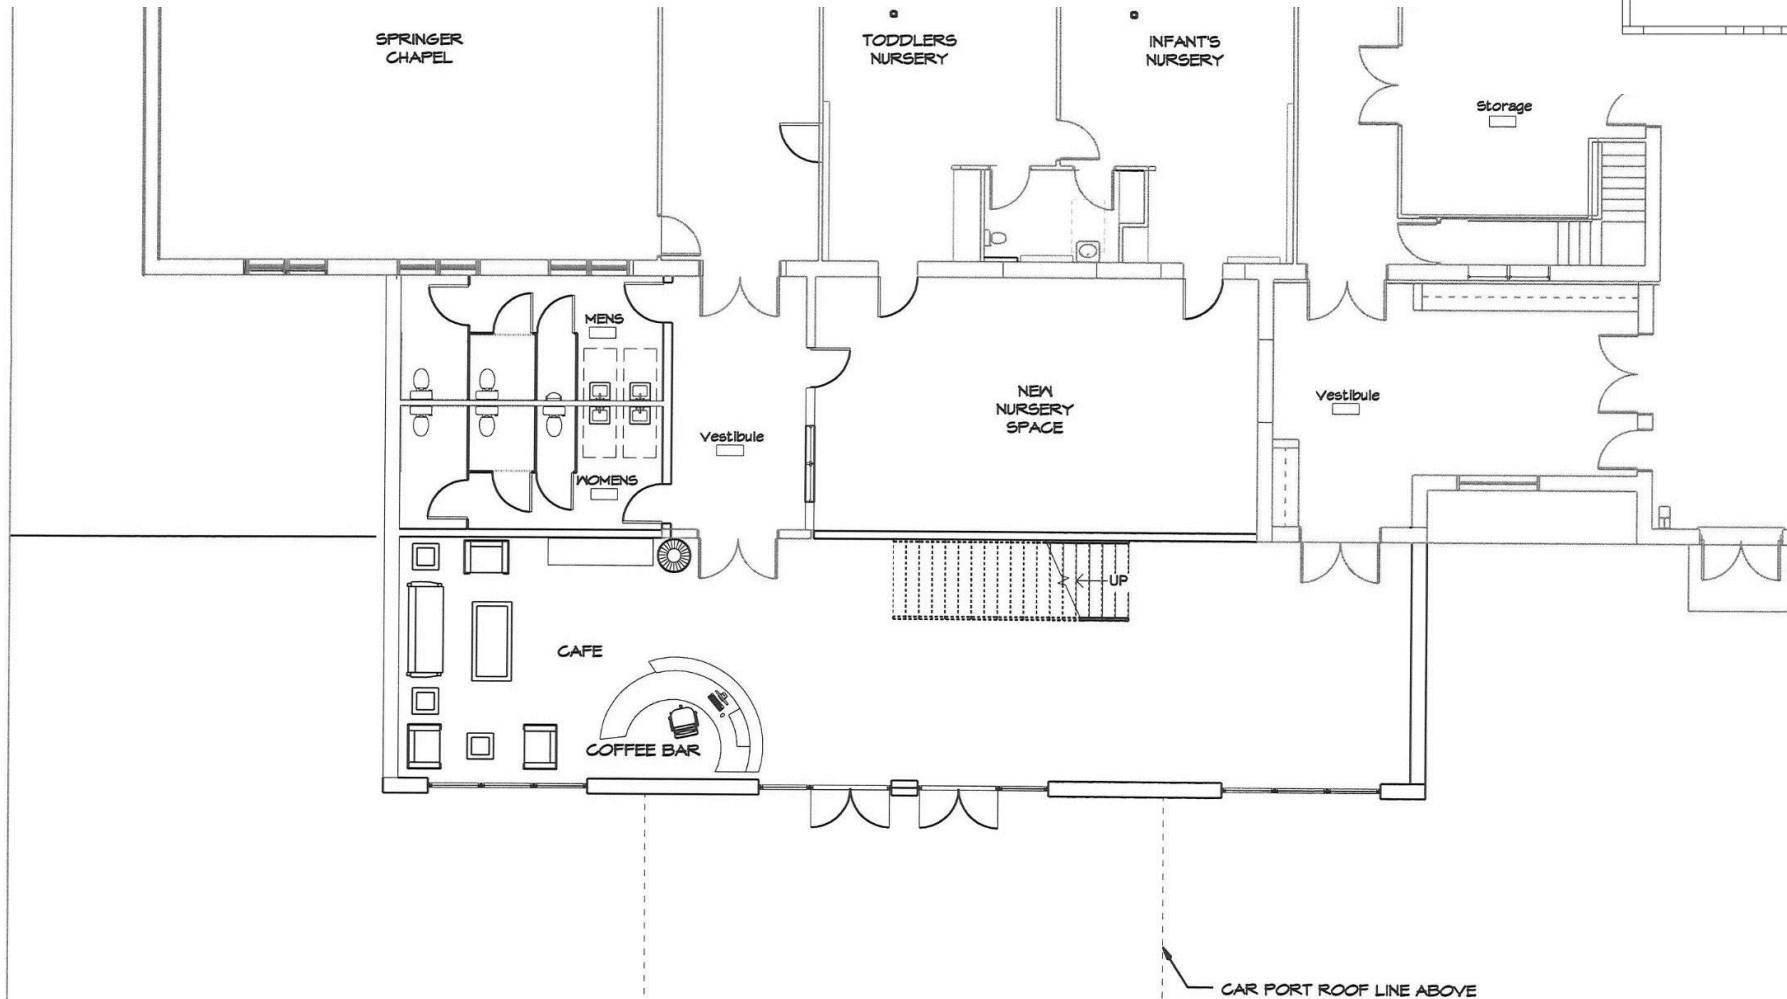 SPRINGER
CHAPEL
TODDLERS
NURSERY
INFANT'S
NURSERY
Storage
MENS
NEW
NURSERY
SPACE
Vestibule
Vestibule
WOMENS
UP
CAFE
COFFEE BAR
CAR PORT ROOF LINE ABOVE